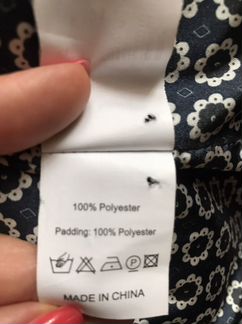 100% Polyester
Padding: 100% Polyester
MADE IN CHINA